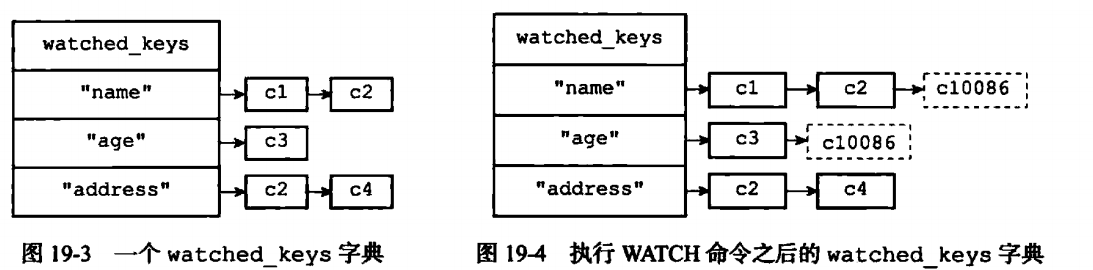 watched_keys
"name" c1 c2
"age" c3
"address" c2 c4
图 19-3 一个 watched_keys 字典
watched_keys
"name" c1 c2 c10086
"age" c3 c10086
"address" c2 c4
图 19-4 执行 WATCH 命令之后的 watched_keys 字典